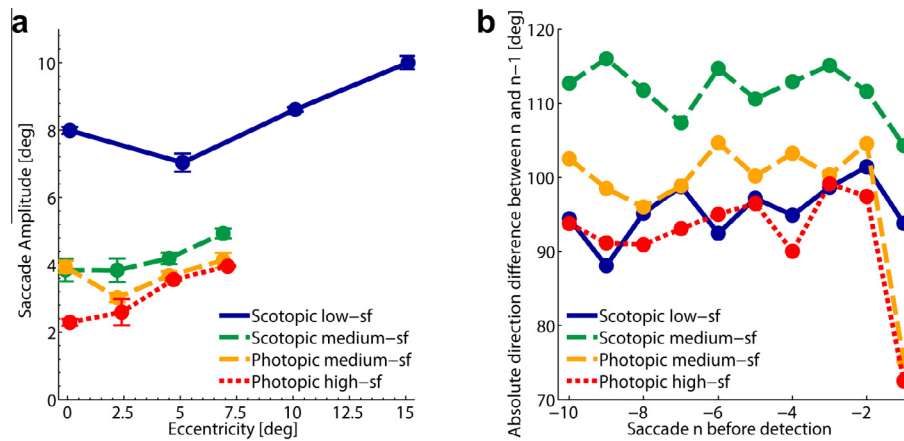 a
Saccade Amplitude [deg]
10
8
6
4
2
0
0
2.5
5
7.5
10
12.5
15
Eccentricity [deg]
Scotopic low−sf
Scotopic medium−sf
Photopic medium−sf
Photopic high−sf
b
Absolute direction difference between n and n−1 [deg]
120
110
100
90
80
70
−10
−8
−6
−4
−2
Saccade n before detection
Scotopic low−sf
Scotopic medium−sf
Photopic medium−sf
Photopic high−sf